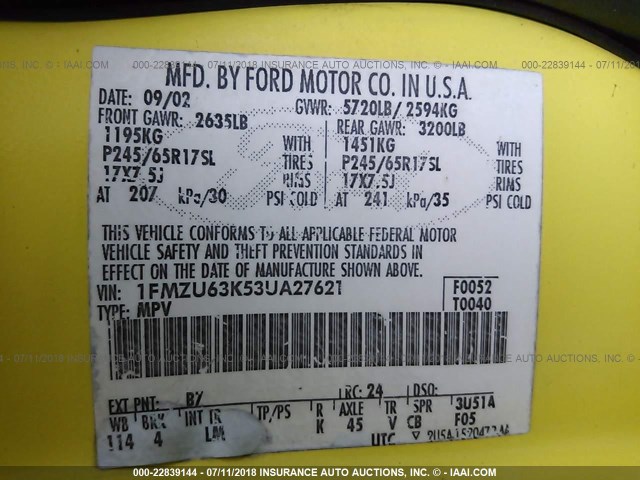 000-22839144 - 07/11/2018 INSURANCE AUTO AUCTIONS, INC. - © - IAAI.COM
MFD. BY FORD MOTOR CO. IN U.S.A.
DATE: 09/02 GVWR: 5720LB/ 2594KG
FRONT GAWR: 2635LB REAR GAWR: 3200LB
1195KG WITH 1451KG WITH
P245/65R17SL TIRES P245/65R17SL TIRES
17X7.5J RIMS 17X7.5J RIMS
AT 207 kPa/30 PSI COLD AT 241 kPa/35 PSI COLD
THIS VEHICLE CONFORMS TO ALL APPLICABLE FEDERAL MOTOR
VEHICLE SAFETY AND THEFT PREVENTION STANDARDS IN
EFFECT ON THE DATE OF MANUFACTURE SHOWN ABOVE.
VIN: 1FMZU63K53UA27621 F0052
TYPE: MPV T0040
EXT PNT: BY RC: 24 DSO:
WB BRK INT TR TP/PS R AXLE TR SPR 3U51A
114 4 LM K 45 V CB F05
UTC
000-22839144 - 07/11/2018 INSURANCE AUTO AUCTIONS, INC. - © - IAAI.COM